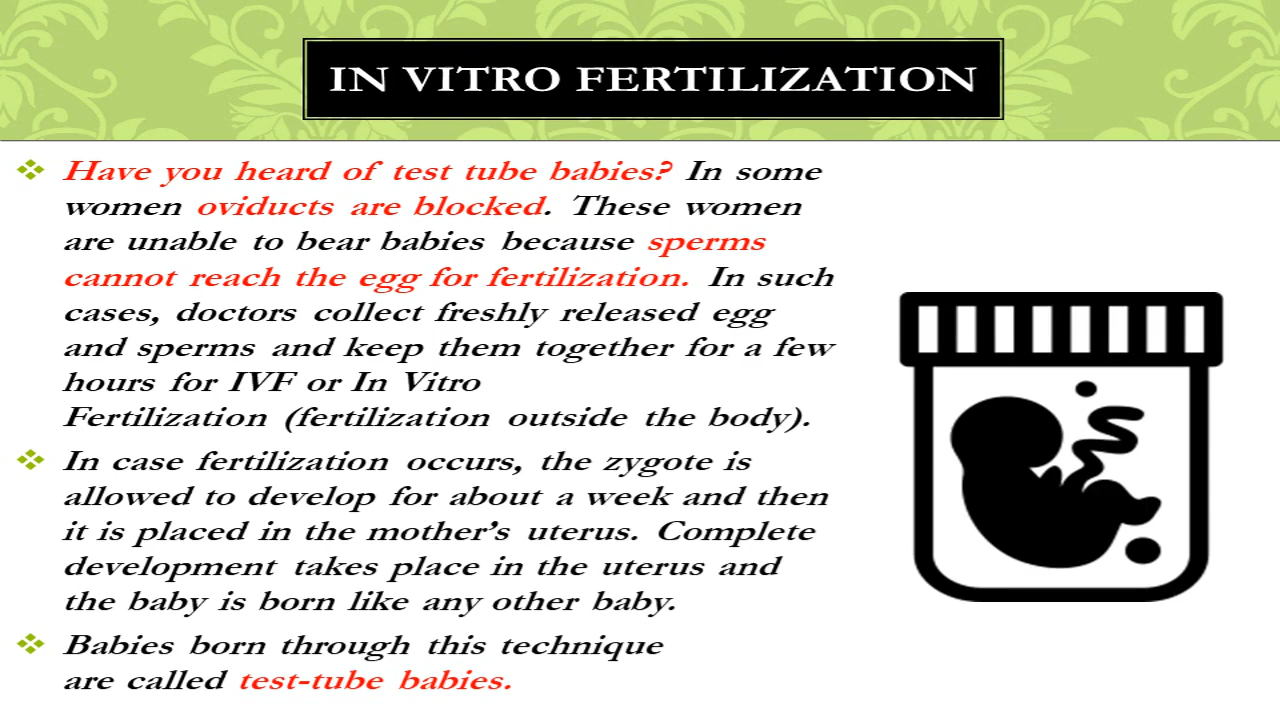 IN VITRO FERTILIZATION
Have you heard of test tube babies? In some
women oviducts are blocked. These women
are unable to bear babies because sperms
cannot reach the egg for fertilization. In such
cases, doctors collect freshly released egg
and sperms and keep them together for a few
hours for IVF or In Vitro
Fertilization (fertilization outside the body).
In case fertilization occurs, the zygote is
allowed to develop for about a week and then
it is placed in the mother's uterus. Complete
development takes place in the uterus and
the baby is born like any other baby.
Babies born through this technique
are called test-tube babies.